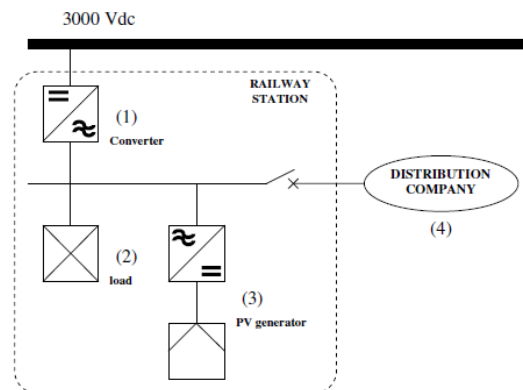 3000 Vdc
RAILWAY
STATION
(1)
Converter
DISTRIBUTION
COMPANY
(4)
(2)
load
(3)
PV generator